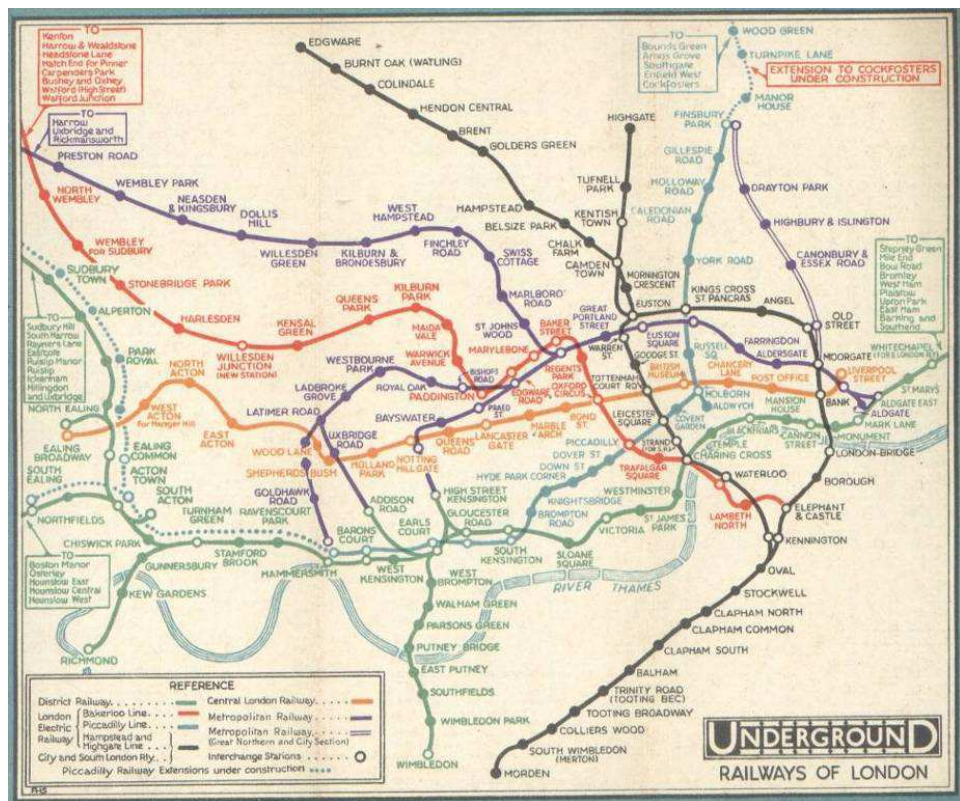 TO
Kenton
Harrow & Wealdstone
Headstone Lane
Hatch End for Pinner
Carpenders Park
Bushey and Oxhey
Watford (High Street)
Watford Junction
TO
Harrow
Uxbridge and
Rickmansworth
EDGWARE
BURNT OAK (WATLING)
COLINDALE
HENDON CENTRAL
BRENT
GOLDERS GREEN
HAMPSTEAD
BELSIZE PARK
CHALK
FARM
CAMDEN
TOWN
HIGHGATE
TUFNELL
PARK
KENTISH
TOWN
MORNINGTON
CRESCENT
EUSTON
TO
Bounds Green
Arnos Grove
Southgate
Enfield West
Cockfosters
WOOD GREEN
TURNPIKE LANE
EXTENSION TO COCKFOSTERS
UNDER CONSTRUCTION
MANOR
HOUSE
FINSBURY
PARK
GILLESPIE
ROAD
HOLLOWAY
ROAD
CALEDONIAN
ROAD
YORK ROAD
KINGS CROSS
ST PANCRAS
DRAYTON PARK
HIGHBURY & ISLINGTON
CANONBURY &
ESSEX ROAD
ANGEL
OLD
STREET
TO
Stepney Green
Mile End
Bow Road
Bromley
West Ham
Plaistow
Upton Park
East Ham
Barking and
Southend
WHITECHAPEL
(FOR E. LONDON RY)
ST MARYS
ALDGATE EAST
ALDGATE
MARK LANE
PRESTON ROAD
WEMBLEY PARK
NEASDEN
& KINGSBURY
DOLLIS
HILL
WILLESDEN
GREEN
KILBURN &
BRONDESBURY
WEST
HAMPSTEAD
FINCHLEY
ROAD
SWISS
COTTAGE
MARLBORO'
ROAD
ST JOHNS
WOOD
NORTH
WEMBLEY
WEMBLEY
FOR SUDBURY
STONEBRIDGE PARK
HARLESDEN
WILLESDEN
JUNCTION
(NEW STATION)
KENSAL
GREEN
QUEENS
PARK
KILBURN
PARK
MAIDA
VALE
WARWICK
AVENUE
PADDINGTON
EDGWARE
ROAD
MARYLEBONE
BAKER
STREET
REGENTS
PARK
OXFORD
CIRCUS
GREAT
PORTLAND
STREET
WARREN
ST.
EUSTON
SQUARE
GOODGE ST.
TOTTENHAM
COURT RD
RUSSELL
SQ.
FARRINGDON
ALDERSGATE
MOORGATE
LIVERPOOL
STREET
BANK
SUDBURY
TOWN
ALPERTON
PARK
ROYAL
Sudbury Hill
South Harrow
Rayners Lane
Eastcote
Ruislip Manor
Ruislip
Ickenham
Hillingdon
and Uxbridge
TO
NORTH EALING
EALING
BROADWAY
SOUTH
EALING
NORTHFIELDS
EALING
COMMON
ACTON
TOWN
SOUTH
ACTON
NORTH
ACTON
WEST
ACTON
For Hanger Hill
EAST
ACTON
WOOD LANE
SHEPHERDS BUSH
HOLLAND
PARK
NOTTING
HILL GATE
QUEENS
ROAD
LANCASTER
GATE
MARBLE
ARCH
BOND
ST.
BRITISH
MUSEUM
CHANCERY
LANE
POST OFFICE
HOLBORN
ALDWYCH
COVENT
GARDEN
LEICESTER
SQUARE
PICCADILLY
DOVER ST.
DOWN ST.
HYDE PARK CORNER
KNIGHTSBRIDGE
BROMPTON
ROAD
WESTBOURNE
PARK
ROYAL OAK
BISHOPS
ROAD
PRAED
ST.
LADBROKE
GROVE
LATIMER ROAD
UXBRIDGE
ROAD
GOLDHAWK
ROAD
BAYSWATER
HIGH STREET
KENSINGTON
ADDISON
ROAD
EARLS
COURT
GLOUCESTER
ROAD
BARONS
COURT
HAMMERSMITH
WEST
KENSINGTON
SOUTH
KENSINGTON
SLOANE
SQUARE
VICTORIA
ST JAMES
PARK
WESTMINSTER
TRAFALGAR
SQUARE
STRAND
(FOR S.R.)
CHARING CROSS
TEMPLE
BLACKFRIARS
MANSION
HOUSE
CANNON
STREET
MONUMENT
LONDON-BRIDGE
BOROUGH
WATERLOO
LAMBETH
NORTH
ELEPHANT
& CASTLE
KENNINGTON
OVAL
STOCKWELL
CLAPHAM NORTH
CLAPHAM COMMON
CLAPHAM SOUTH
BALHAM
TRINITY ROAD
(TOOTING BEC)
TOOTING BROADWAY
COLLIERS WOOD
SOUTH WIMBLEDON
(MERTON)
MORDEN
CHISWICK PARK
TURNHAM
GREEN
RAVENSCOURT
PARK
STAMFORD
BROOK
GUNNERSBURY
KEW GARDENS
RICHMOND
TO
Boston Manor
Osterley
Hounslow East
Hounslow Central
Hounslow West
WEST
BROMPTON
WALHAM GREEN
PARSONS GREEN
PUTNEY BRIDGE
EAST PUTNEY
SOUTHFIELDS
WIMBLEDON PARK
WIMBLEDON
RIVER THAMES
REFERENCE
District Railway
London
Electric
Railway
Bakerloo Line
Piccadilly Line
Hampstead and
Highgate Line
City and South London Rly.
Central London Railway
Metropolitan Railway
Metropolitan Railway
(Great Northern and City Section)
Interchange Stations
Piccadilly Railway Extensions under construction
UNDERGROUND
RAILWAYS OF LONDON